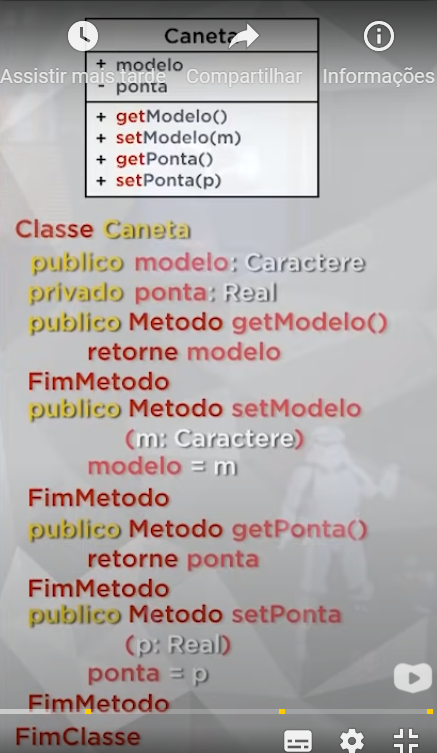 Caneta
+ modelo
Assistir mais tarde Compartilhar Informações
- ponta
+ getModelo()
+ setModelo(m)
+ getPonta()
+ setPonta(p)
Classe Caneta
publico modelo: Caractere
privado ponta: Real
publico Metodo getModelo()
retorne modelo
FimMetodo
publico Metodo setModelo
(m: Caractere)
modelo = m
FimMetodo
publico Metodo getPonta()
retorne ponta
FimMetodo
publico Metodo setPonta
(p: Real)
ponta = p
FimMetodo
FimClasse